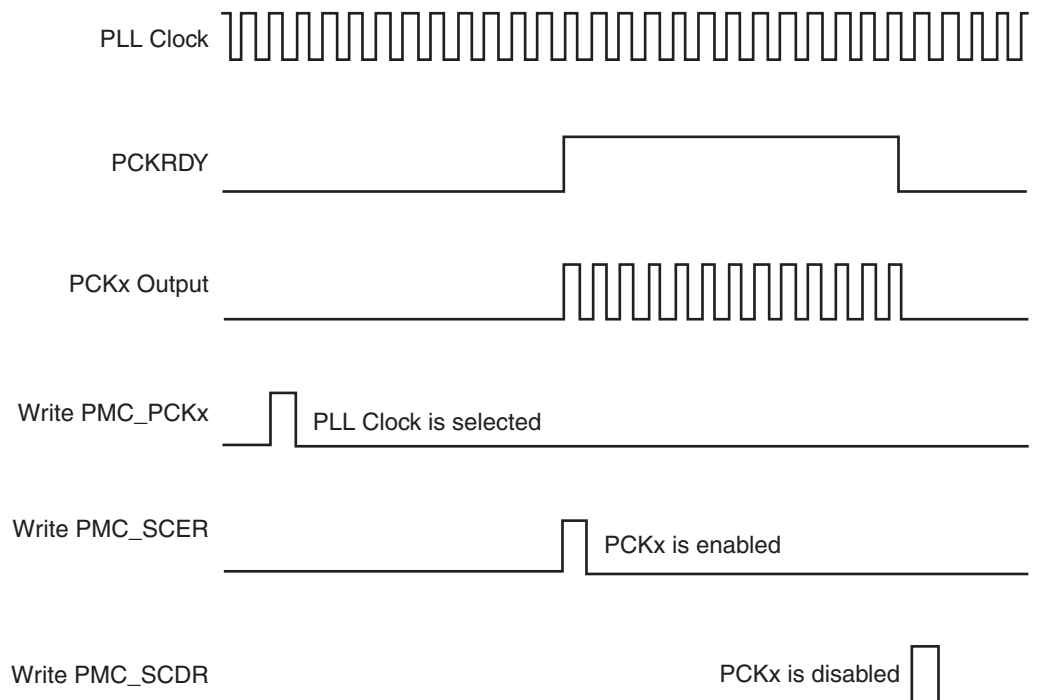 PLL Clock
PCKRDY
PCKx Output
Write PMC_PCKx
PLL Clock is selected
Write PMC_SCER
PCKx is enabled
Write PMC_SCDR
PCKx is disabled